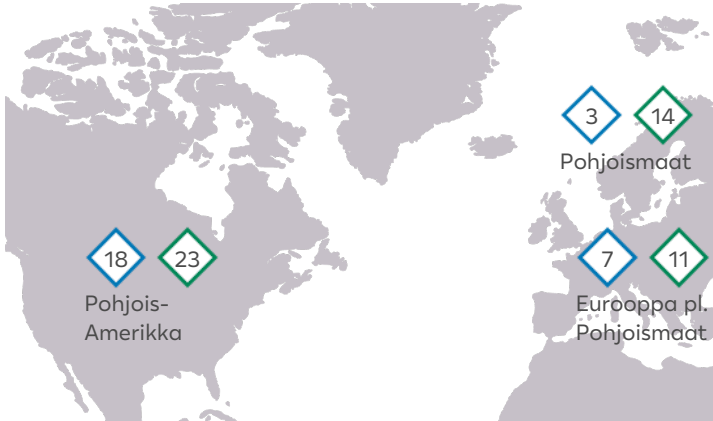 3 14
Pohjoismaat
18 23
Pohjois-
Amerikka
7 11
Eurooppa pl.
Pohjoismaat